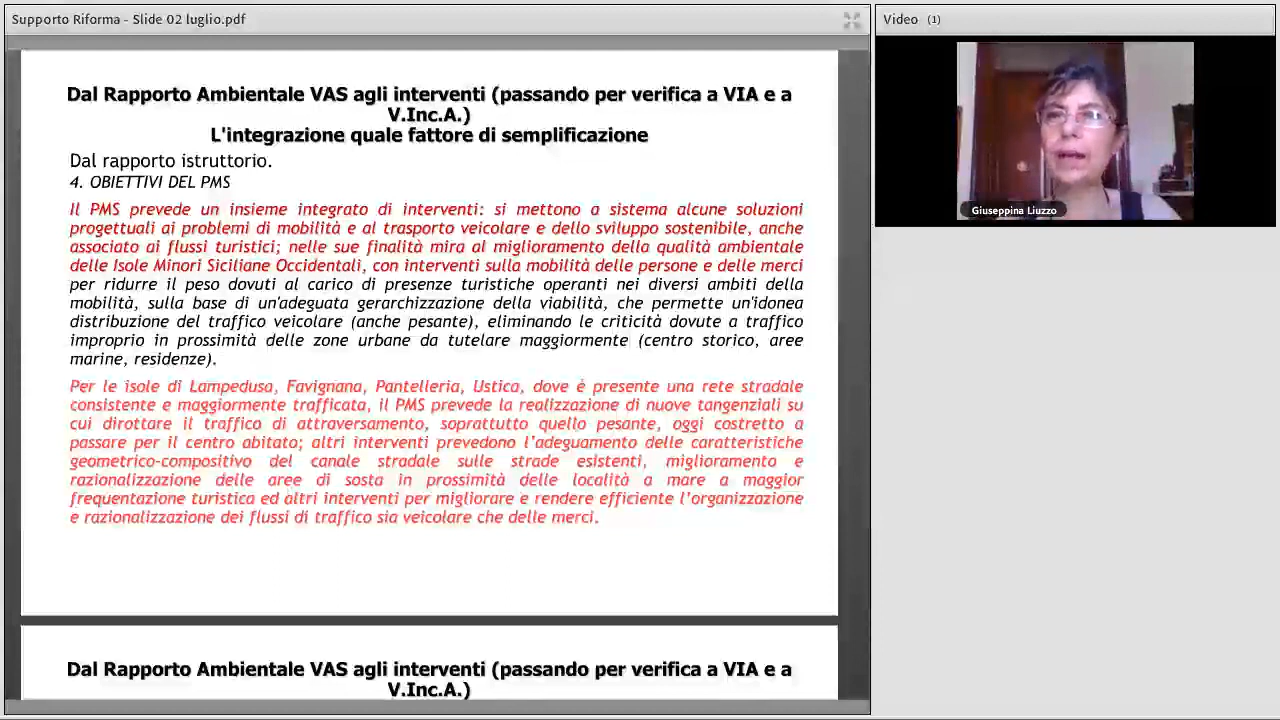 Supporto Riforma - Slide 02 luglio.pdf
Dal Rapporto Ambientale VAS agli interventi (passando per verifica a VIA e a
V.Inc.A.)
L'integrazione quale fattore di semplificazione
Dal rapporto istruttorio.
4. OBIETTIVI DEL PMS
Il PMS prevede un insieme integrato di interventi: si mettono a sistema alcune soluzioni
progettuali ai problemi di mobilità e al trasporto veicolare e dello sviluppo sostenibile, anche
associato ai flussi turistici; nelle sue finalità mira al miglioramento della qualità ambientale
delle Isole Minori Siciliane Occidentali, con interventi sulla mobilità delle persone e delle merci
per ridurre il peso dovuti al carico di presenze turistiche operanti nei diversi ambiti della
mobilità, sulla base di un'adeguata gerarchizzazione della viabilità, che permette un'idonea
distribuzione del traffico veicolare (anche pesante), eliminando le criticità dovute a traffico
improprio in prossimità delle zone urbane da tutelare maggiormente (centro storico, aree
marine, residenze).
Per le isole di Lampedusa, Favignana, Pantelleria, Ustica, dove è presente una rete stradale
consistente e maggiormente trafficata, il PMS prevede la realizzazione di nuove tangenziali su
cui dirottare il traffico di attraversamento, soprattutto quello pesante, oggi costretto a
passare per il centro abitato; altri interventi prevedono l’adeguamento delle caratteristiche
geometrico-compositivo del canale stradale sulle strade esistenti, miglioramento e
razionalizzazione delle aree di sosta in prossimità delle località a mare a maggior
frequentazione turistica ed altri interventi per migliorare e rendere efficiente l’organizzazione
e razionalizzazione dei flussi di traffico sia veicolare che delle merci.
Dal Rapporto Ambientale VAS agli interventi (passando per verifica a VIA e a
V.Inc.A.)
Video (1)
Giuseppina Liuzzo